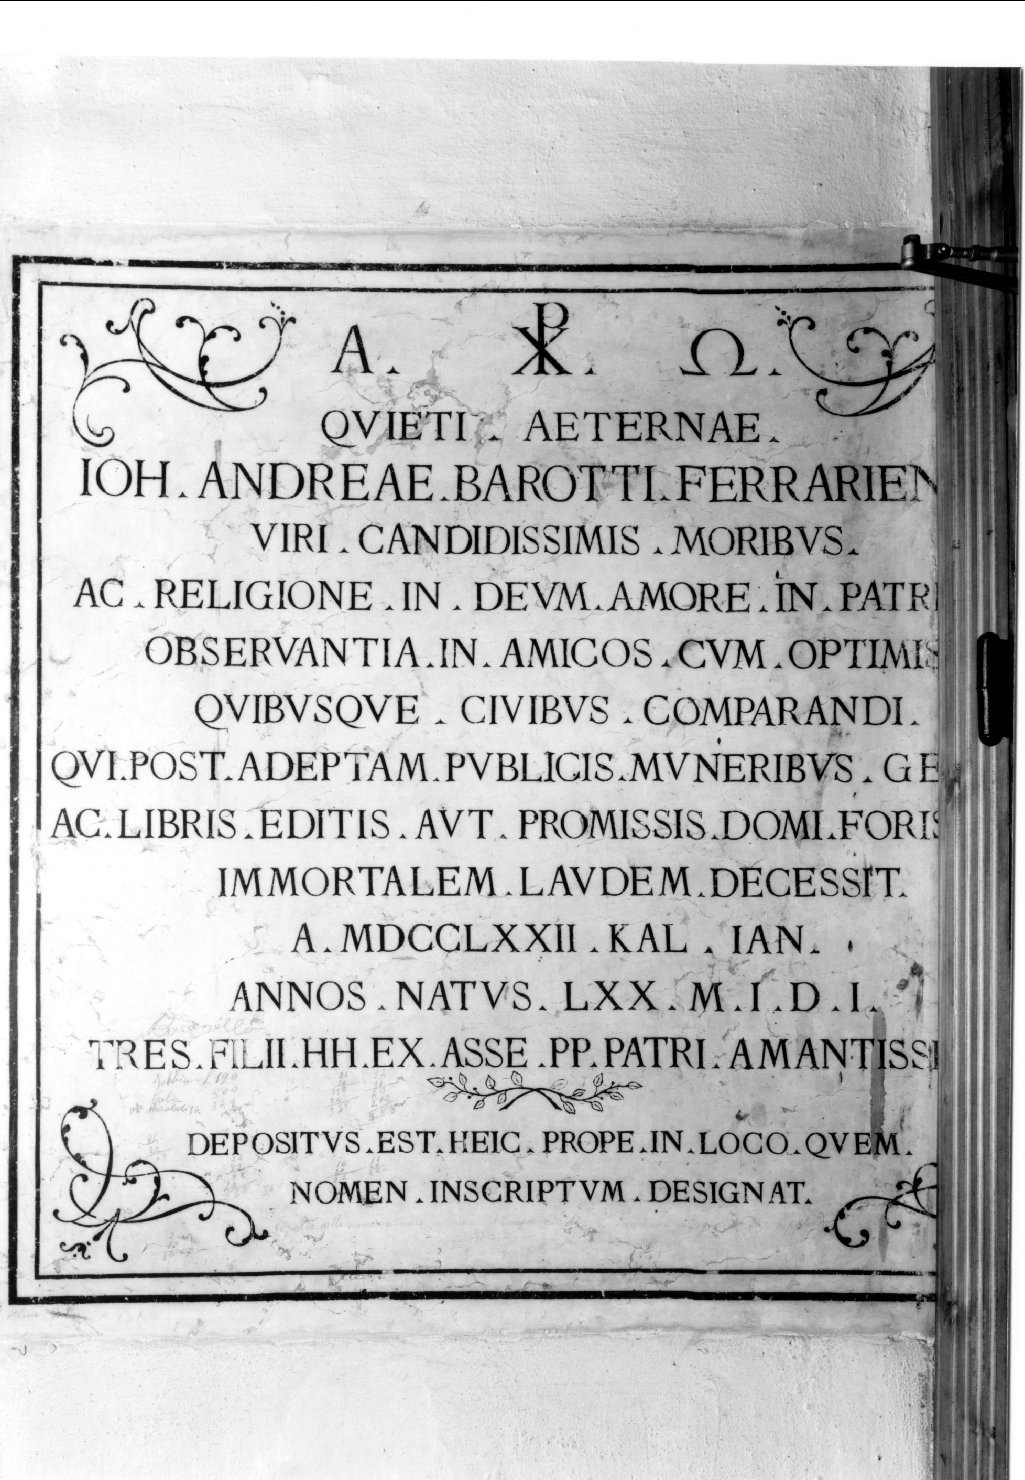 A. ☧. Ω.
QVIETI. AETERNAE.
IOH. ANDREAE. BAROTTI. FERRARIEN
VIRI. CANDIDISSIMIS. MORIBVS.
AC. RELIGIONE. IN. DEVM. AMORE. IN. PATRI
OBSERVANTIA. IN. AMICOS. CVM. OPTIMIS
QVIBVSQVE. CIVIBVS. COMPARANDI.
QVI. POST. ADEPTAM. PVBLICIS. MVNERIBVS. GE
AC. LIBRIS. EDITIS. AVT. PROMISSIS. DOMI. FORIS
IMMORTALEM. LAVDEM. DECESSIT.
A. MDCCLXXII. KAL. IAN.
ANNOS. NATVS. LXX. M. I. D. I.
TRES. FILII. HH. EX. ASSE. PP. PATRI. AMANTISSI
DEPOSITVS. EST. HEIC. PROPE. IN. LOCO. QVEM.
NOMEN. INSCRIPTVM. DESIGNAT.